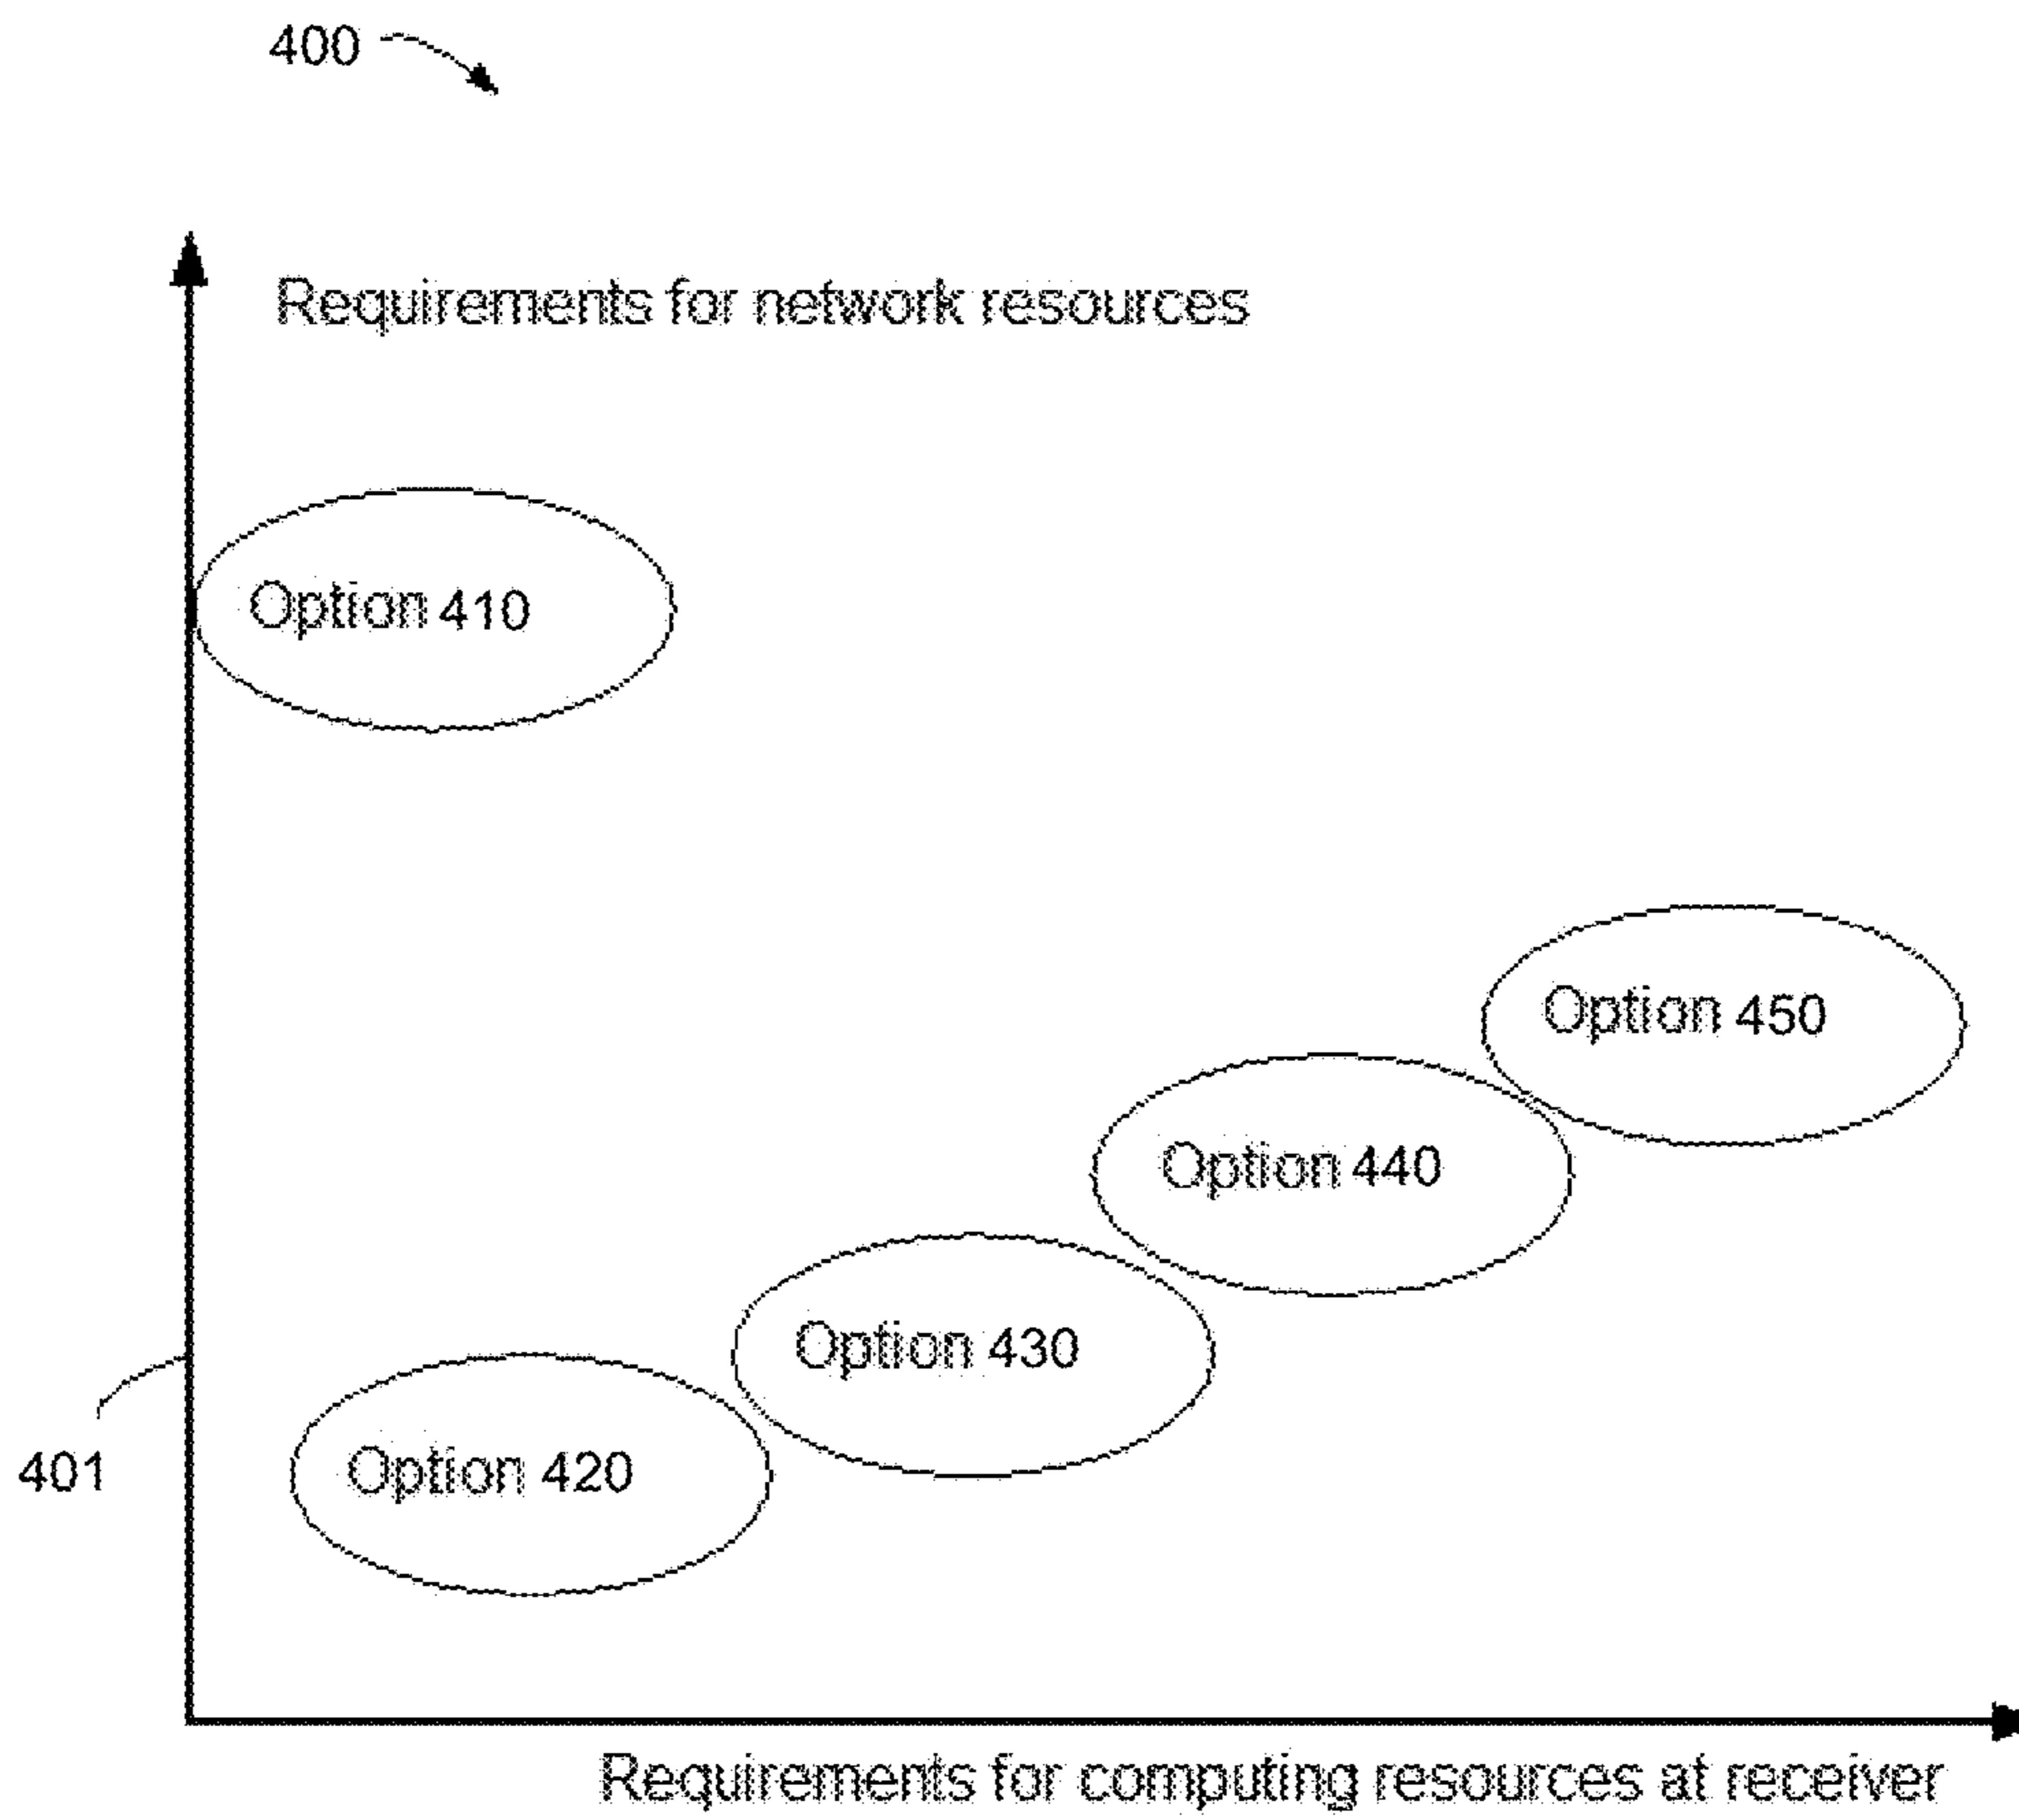 400
Requirements for network resources
Option 410
Option 450
Option 440
Option 430
Option 420
401
Requirements for computing resources at receiver